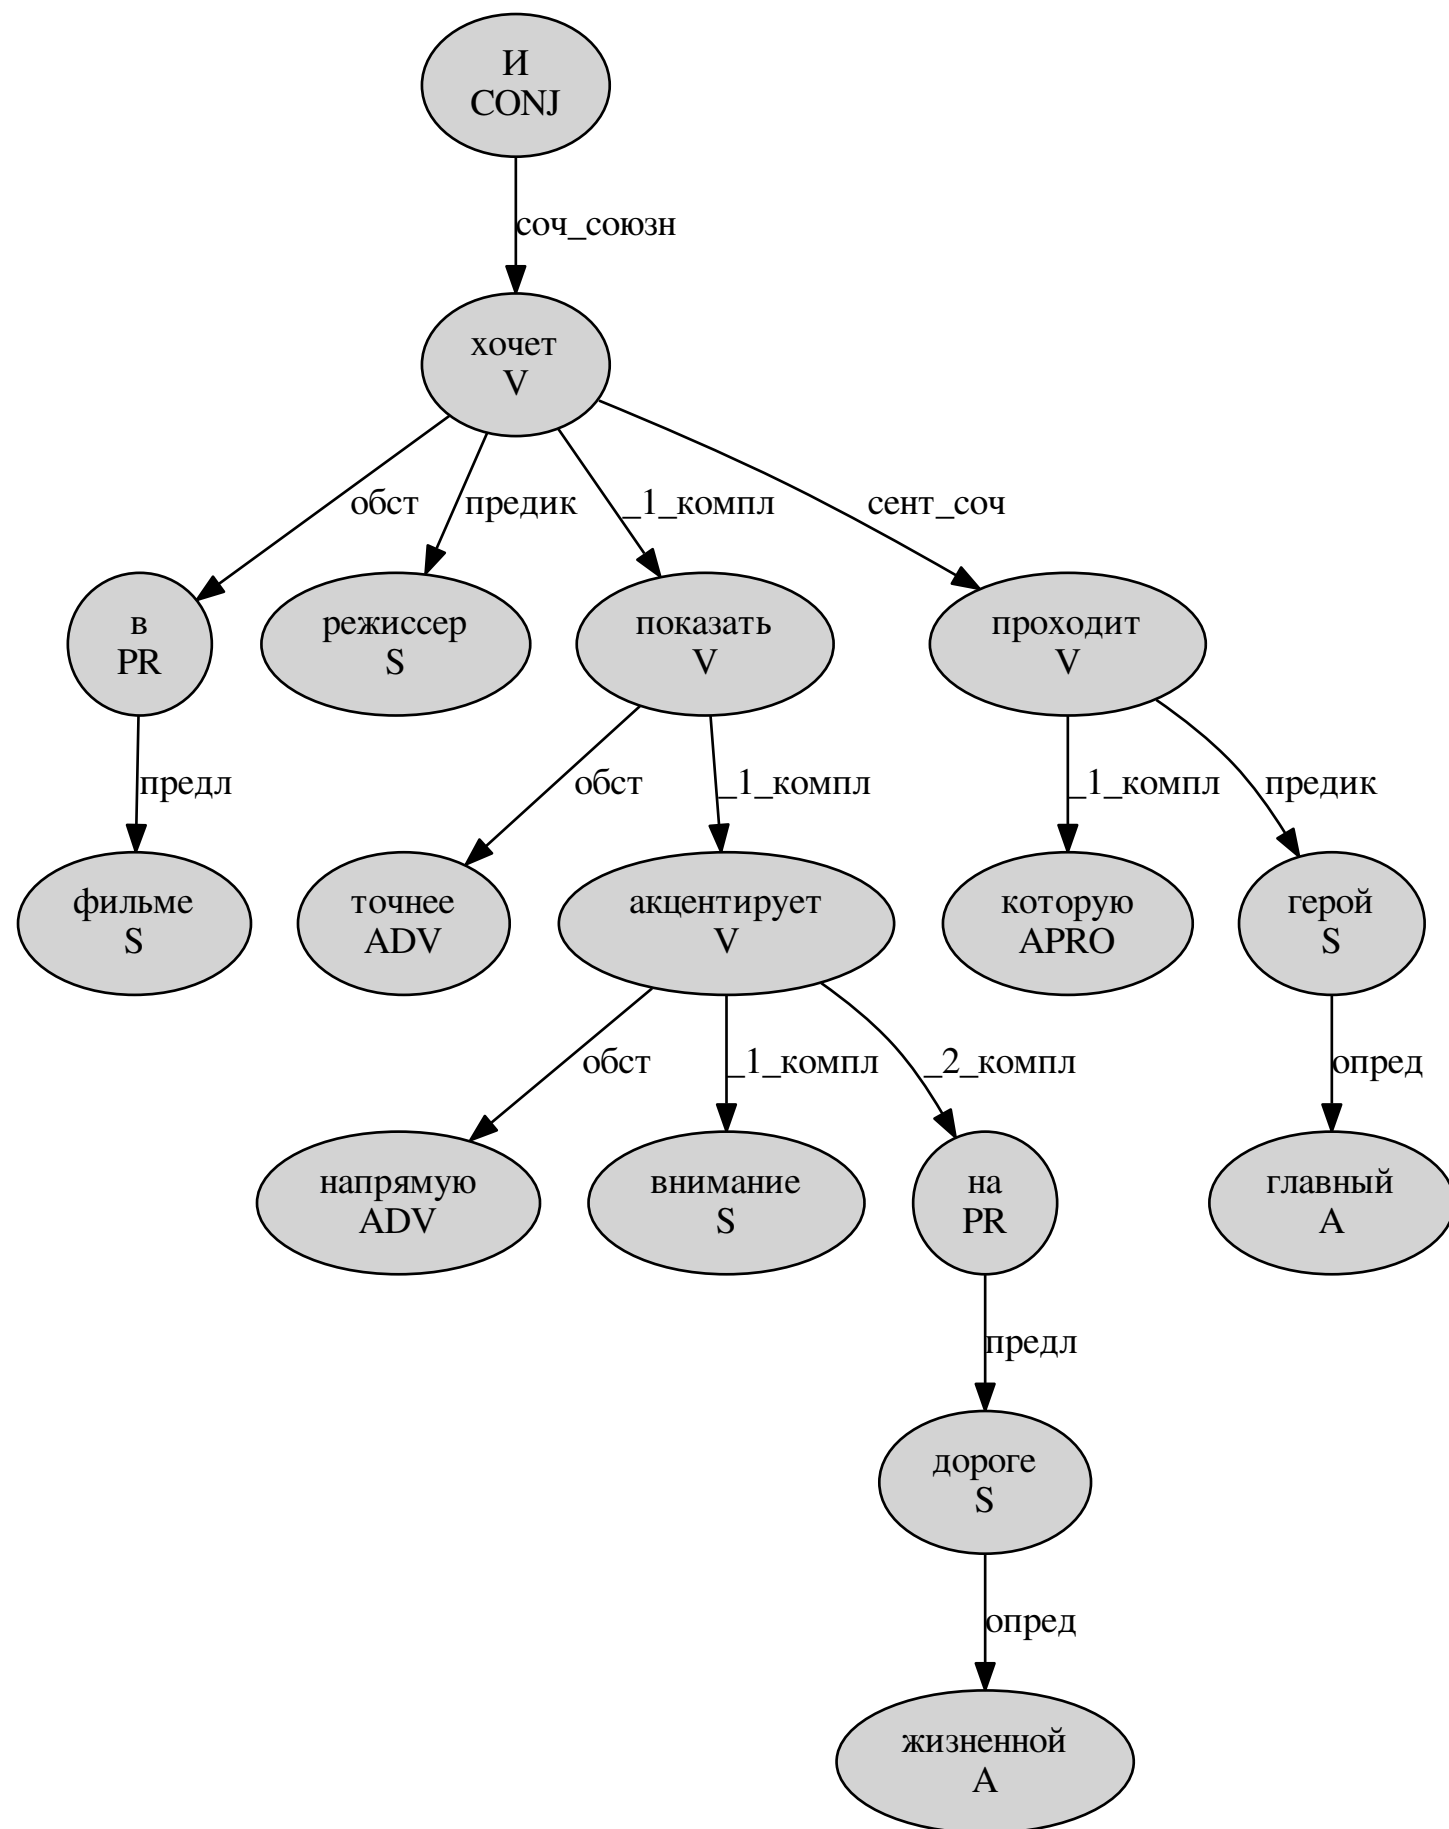 И
CONJ
соч_союзн
хочет
V
обст
предик
_1_компл
сент_соч
в
PR
режиссер
S
показать
V
проходит
V
предл
обст
_1_компл
_1_компл
предик
фильме
S
точнее
ADV
акцентирует
V
которую
APRO
герой
S
обст
_1_компл
_2_компл
опред
напрямую
ADV
внимание
S
на
PR
главный
A
предл
дороге
S
опред
жизненной
A